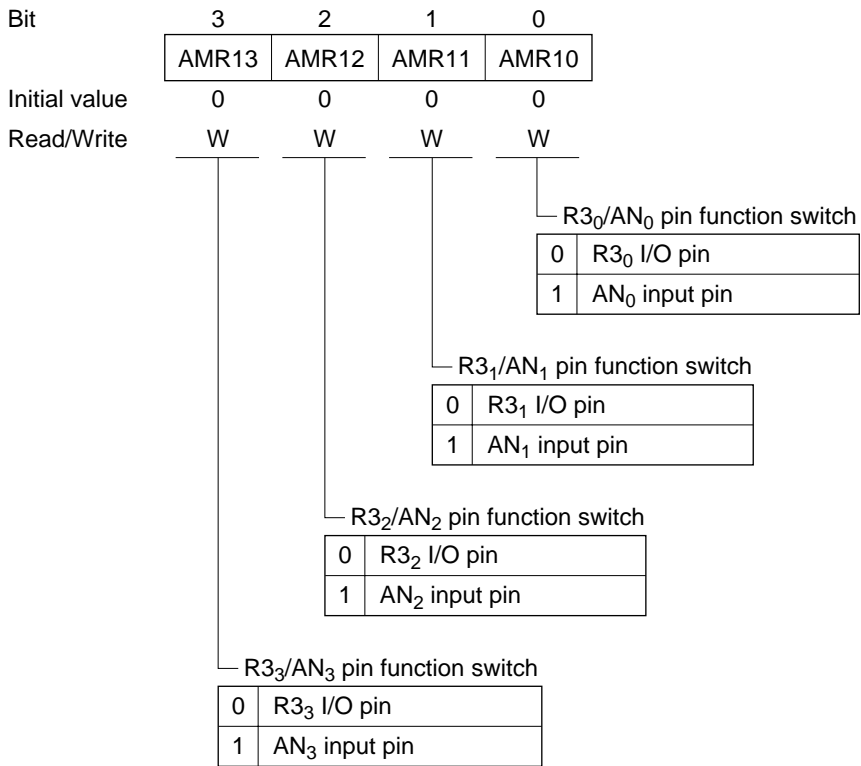 Bit 3 2 1 0
AMR13 AMR12 AMR11 AMR10
Initial value 0 0 0 0
Read/Write W W W W
R3₀/AN₀ pin function switch
0 R3₀ I/O pin
1 AN₀ input pin
R3₁/AN₁ pin function switch
0 R3₁ I/O pin
1 AN₁ input pin
R3₂/AN₂ pin function switch
0 R3₂ I/O pin
1 AN₂ input pin
R3₃/AN₃ pin function switch
0 R3₃ I/O pin
1 AN₃ input pin